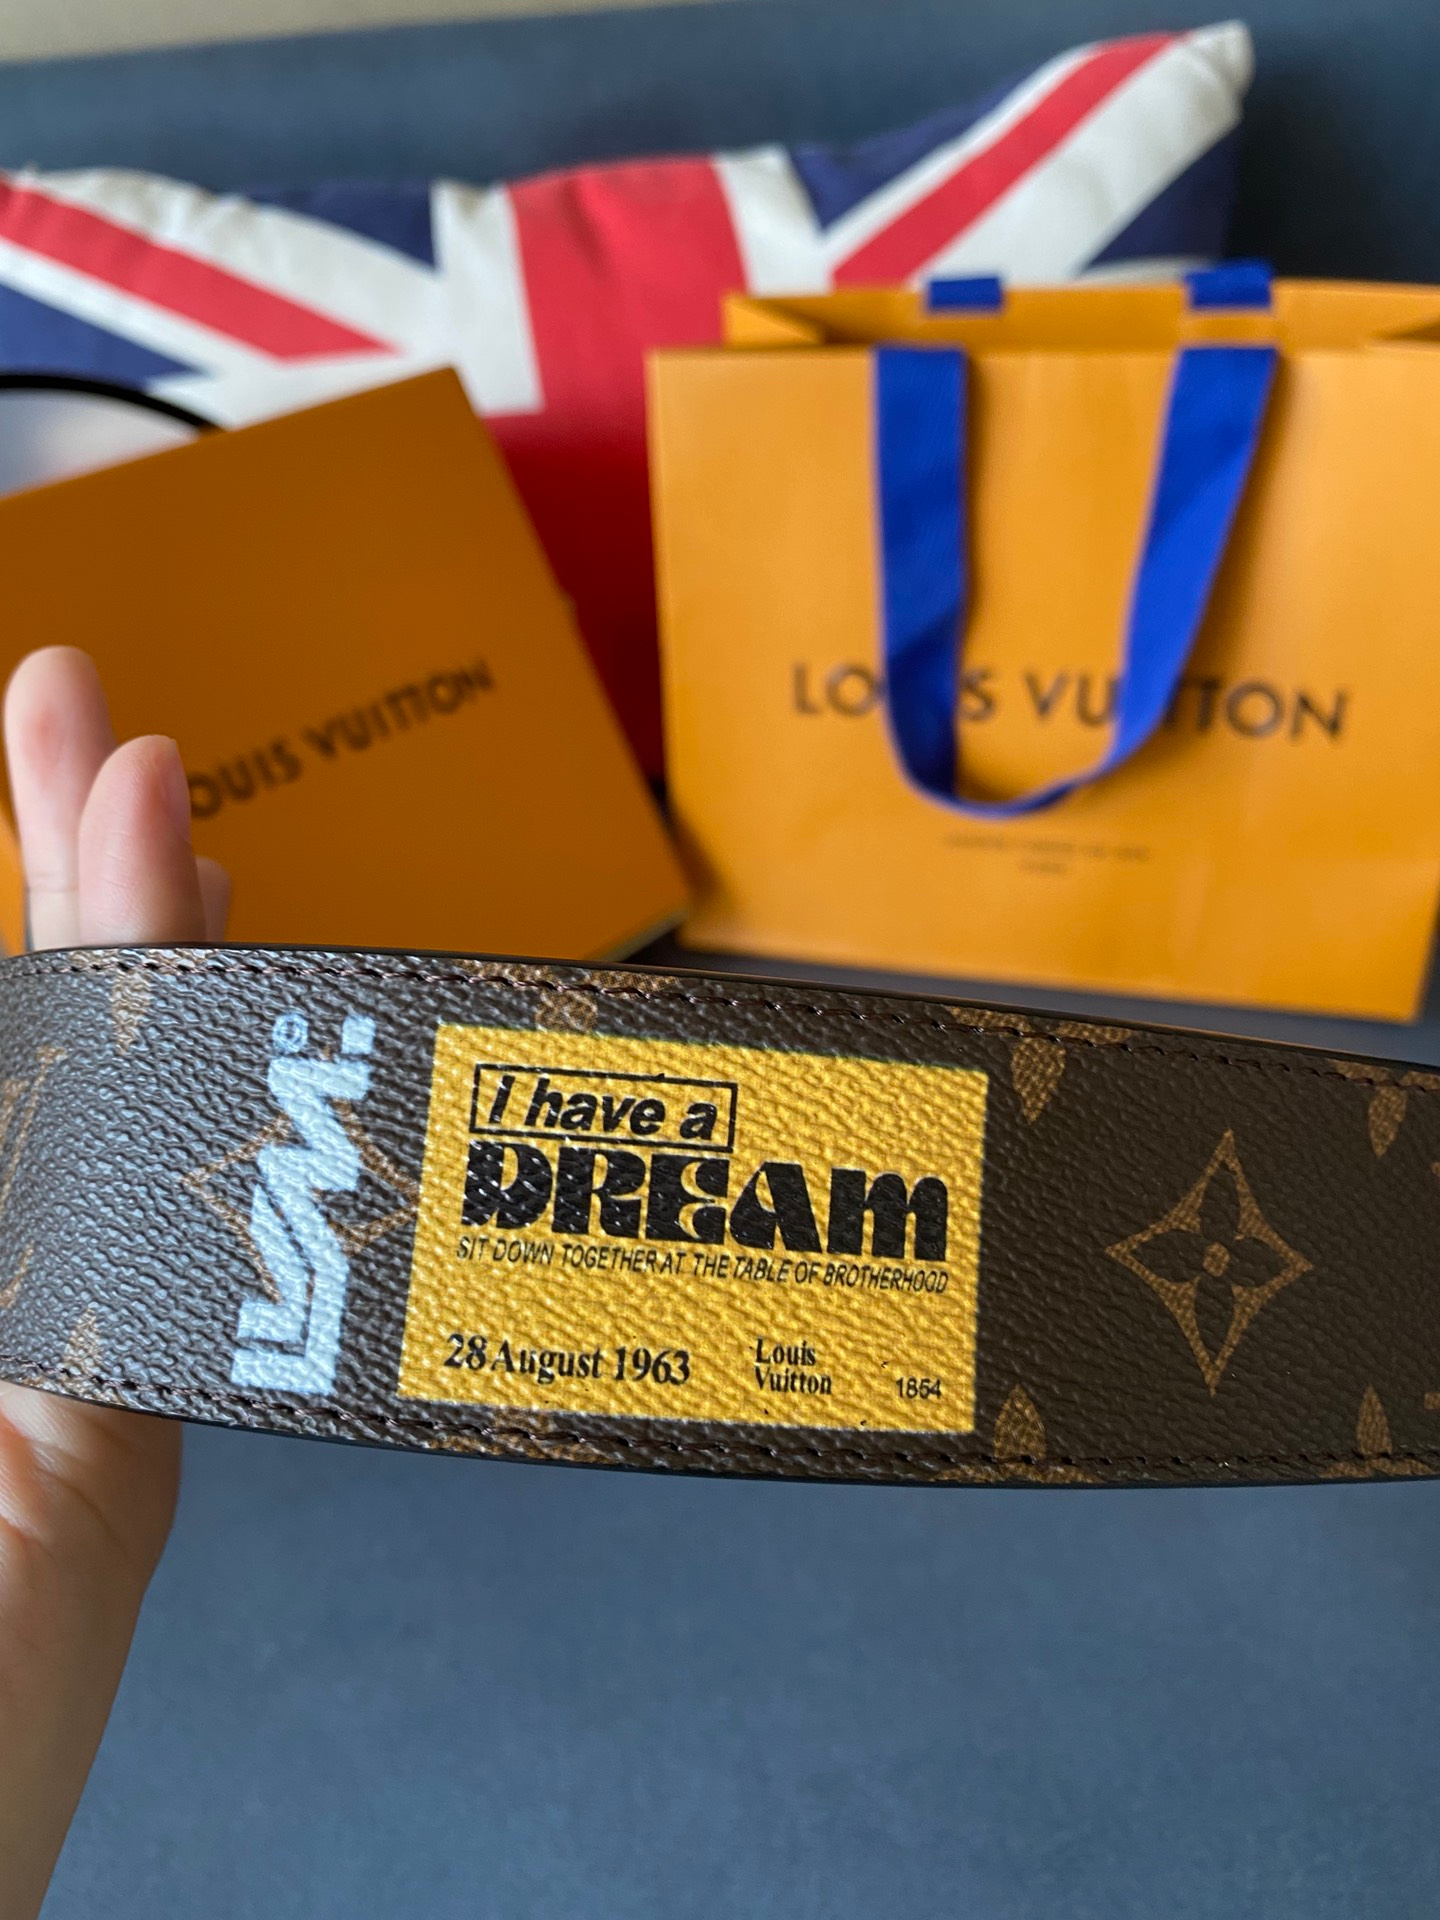 LOUIS VUITTON
LOUIS VUITTON
LVM.®
I have a
DREAM
SIT DOWN TOGETHER AT THE TABLE OF BROTHERHOOD
28 August 1963
Louis
Vuitton
1854